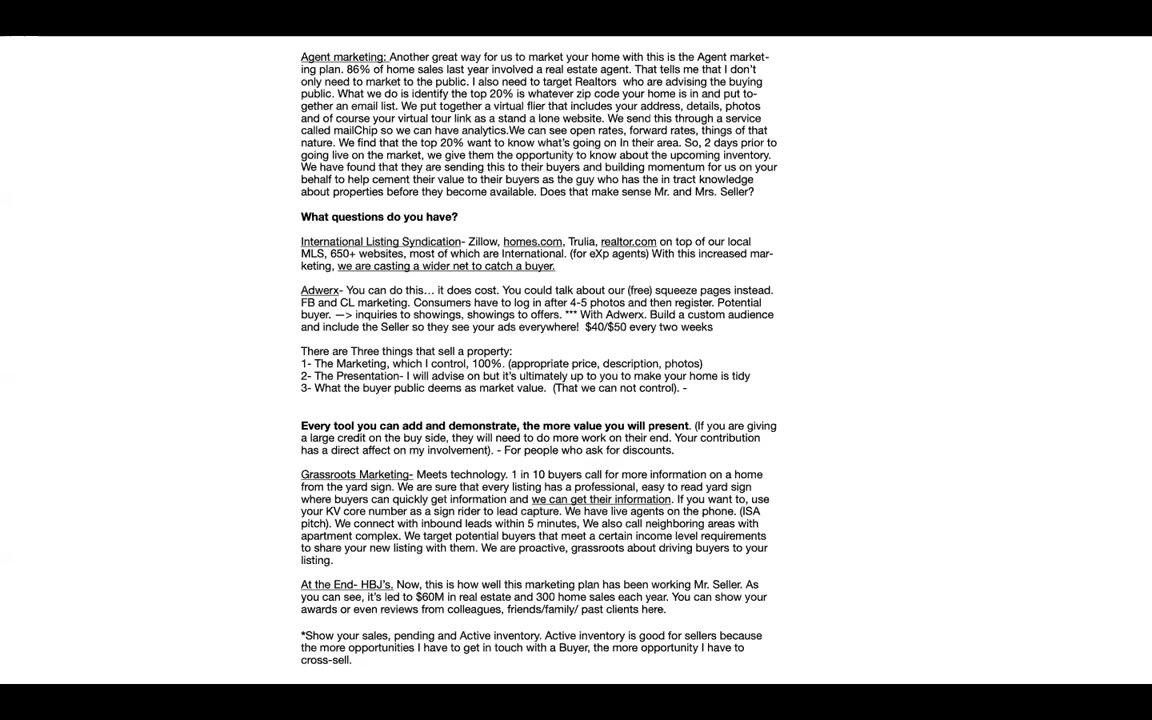 Agent marketing: Another great way for us to market your home with this is the Agent market-
ing plan. 86% of home sales last year involved a real estate agent. That tells me that I don't
only need to market to the public. I also need to target Realtors  who are advising the buying
public. What we do is identify the top 20% is whatever zip code your home is in and put to-
gether an email list. We put together a virtual flier that includes your address, details, photos
and of course your virtual tour link as a stand a lone website. We send this through a service
called mailChip so we can have analytics.We can see open rates, forward rates, things of that
nature. We find that the top 20% want to know what's going on In their area. So, 2 days prior to
going live on the market, we give them the opportunity to know about the upcoming inventory.
We have found that they are sending this to their buyers and building momentum for us on your
behalf to help cement their value to their buyers as the guy who has the in tract knowledge
about properties before they become available. Does that make sense Mr. and Mrs. Seller?
What questions do you have?
International Listing Syndication- Zillow, homes.com, Trulia, realtor.com on top of our local
MLS, 650+ websites, most of which are International. (for eXp agents) With this increased mar-
keting, we are casting a wider net to catch a buyer.
Adwerx- You can do this… it does cost. You could talk about our (free) squeeze pages instead.
FB and CL marketing. Consumers have to log in after 4-5 photos and then register. Potential
buyer. —> inquiries to showings, showings to offers. *** With Adwerx. Build a custom audience
and include the Seller so they see your ads everywhere!  $40/$50 every two weeks
There are Three things that sell a property:
1- The Marketing, which I control, 100%. (appropriate price, description, photos)
2- The Presentation- I will advise on but it's ultimately up to you to make your home is tidy
3- What the buyer public deems as market value.  (That we can not control). -
Every tool you can add and demonstrate, the more value you will present. (If you are giving
a large credit on the buy side, they will need to do more work on their end. Your contribution
has a direct affect on my involvement). - For people who ask for discounts.
Grassroots Marketing- Meets technology. 1 in 10 buyers call for more information on a home
from the yard sign. We are sure that every listing has a professional, easy to read yard sign
where buyers can quickly get information and we can get their information. If you want to, use
your KV core number as a sign rider to lead capture. We have live agents on the phone. (ISA
pitch). We connect with inbound leads within 5 minutes, We also call neighboring areas with
apartment complex. We target potential buyers that meet a certain income level requirements
to share your new listing with them. We are proactive, grassroots about driving buyers to your
listing.
At the End- HBJ's. Now, this is how well this marketing plan has been working Mr. Seller. As
you can see, it's led to $60M in real estate and 300 home sales each year. You can show your
awards or even reviews from colleagues, friends/family/ past clients here.
*Show your sales, pending and Active inventory. Active inventory is good for sellers because
the more opportunities I have to get in touch with a Buyer, the more opportunity I have to
cross-sell.